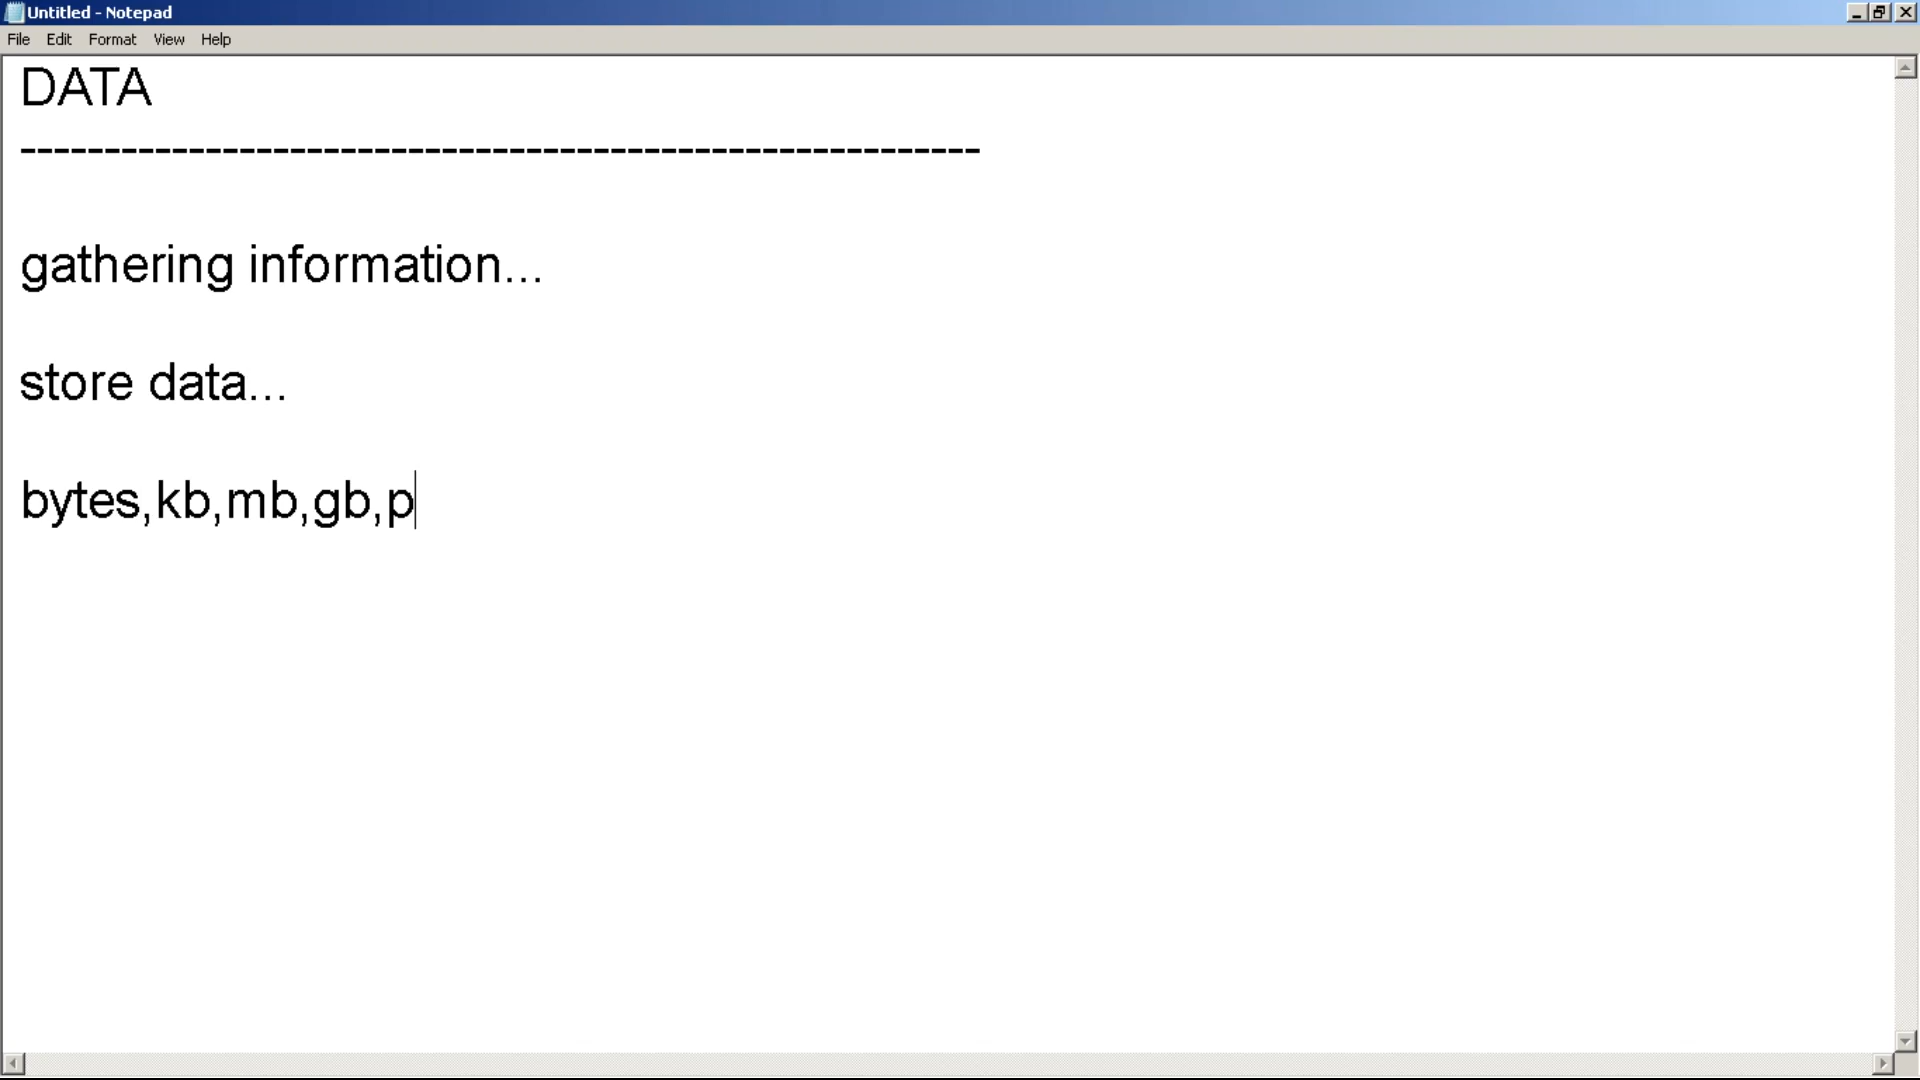 Untitled - Notepad
File Edit Format View Help
DATA
---------------------------------------------------------
gathering information...
store data...
bytes,kb,mb,gb,p